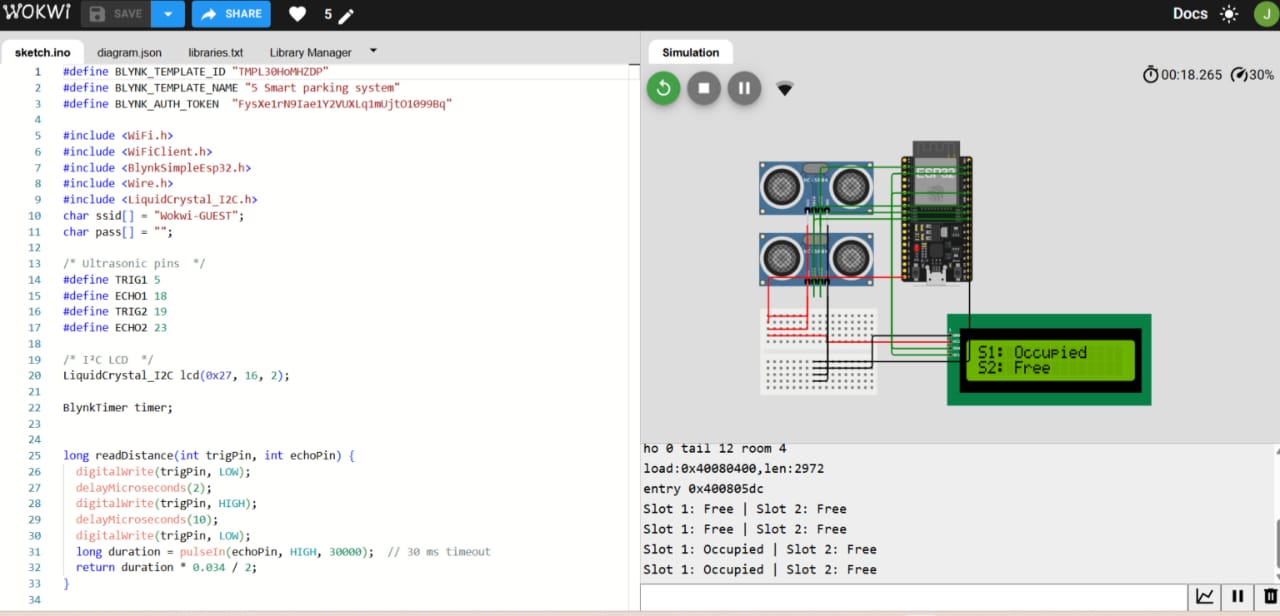 WOKWI
SAVE
SHARE
5
Docs
J
sketch.ino
diagram.json
libraries.txt
Library Manager
Simulation
00:18.265
30%
1 #define BLYNK_TEMPLATE_ID "TMPL30HoMHZDP"
2 #define BLYNK_TEMPLATE_NAME "5 Smart parking system"
3 #define BLYNK_AUTH_TOKEN "FysXe1rN9Iae1Y2VUXLq1mUjtO1099Bq"
4
5 #include <WiFi.h>
6 #include <WiFiClient.h>
7 #include <BlynkSimpleEsp32.h>
8 #include <Wire.h>
9 #include <LiquidCrystal_I2C.h>
10 char ssid[] = "Wokwi-GUEST";
11 char pass[] = "";
12
13 /* Ultrasonic pins */
14 #define TRIG1 5
15 #define ECHO1 18
16 #define TRIG2 19
17 #define ECHO2 23
18
19 /* I²C LCD */
20 LiquidCrystal_I2C lcd(0x27, 16, 2);
21
22 BlynkTimer timer;
23
24
25 long readDistance(int trigPin, int echoPin) {
26 digitalWrite(trigPin, LOW);
27 delayMicroseconds(2);
28 digitalWrite(trigPin, HIGH);
29 delayMicroseconds(10);
30 digitalWrite(trigPin, LOW);
31 long duration = pulseIn(echoPin, HIGH, 30000); // 30 ms timeout
32 return duration * 0.034 / 2;
33 }
34
ESP32
S1: Occupied
S2: Free
ho 0 tail 12 room 4
load:0x40080400,len:2972
entry 0x400805dc
Slot 1: Free | Slot 2: Free
Slot 1: Free | Slot 2: Free
Slot 1: Occupied | Slot 2: Free
Slot 1: Occupied | Slot 2: Free